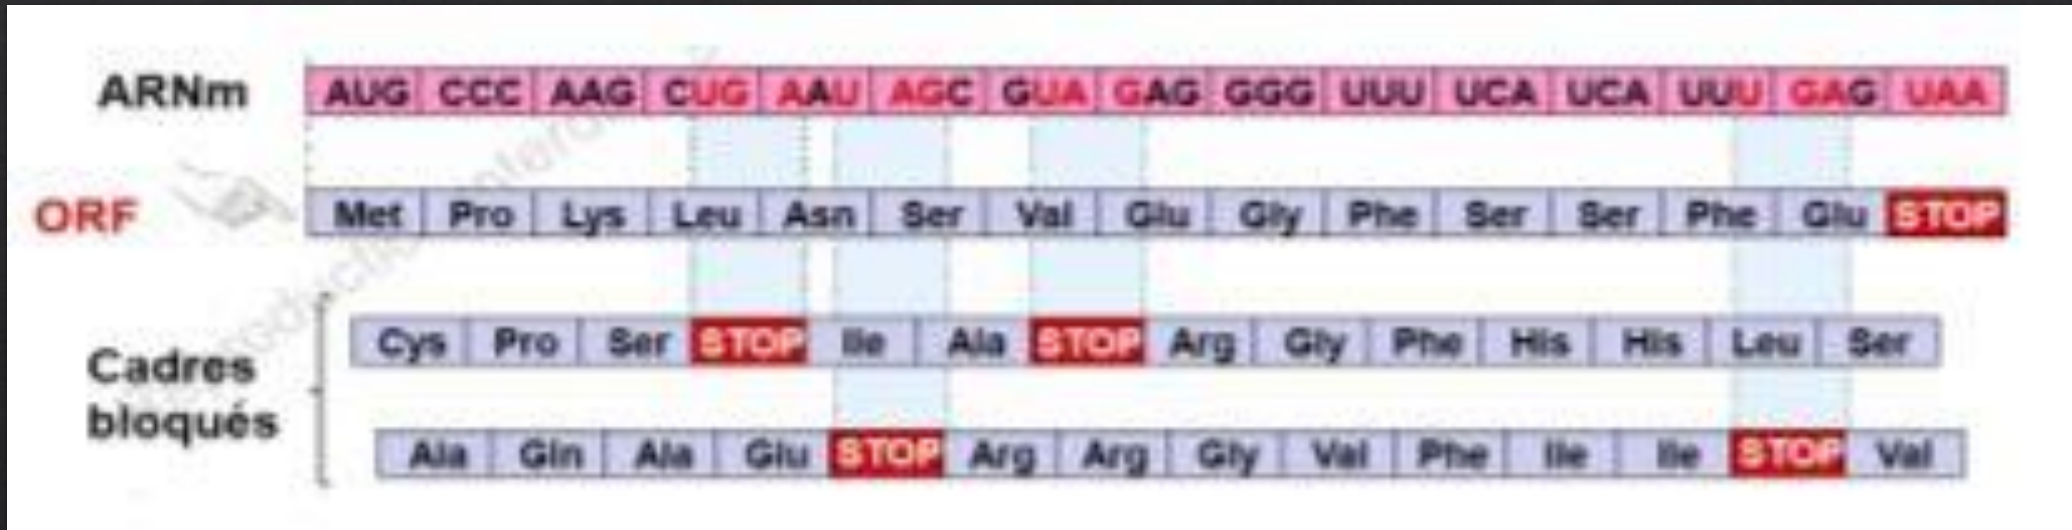 ARNm AUG CCC AAG CUG AAU AGC GUA GAG GGG UUU UCA UCA UUU GAG UAA
ORF Met Pro Lys Leu Asn Ser Val Glu Gly Phe Ser Ser Phe Glu STOP
Cadres bloqués
Cys Pro Ser STOP Ile Ala STOP Arg Gly Phe His His Leu Ser
Ala Gln Ala Glu STOP Arg Arg Gly Val Phe Ile Ile STOP Val